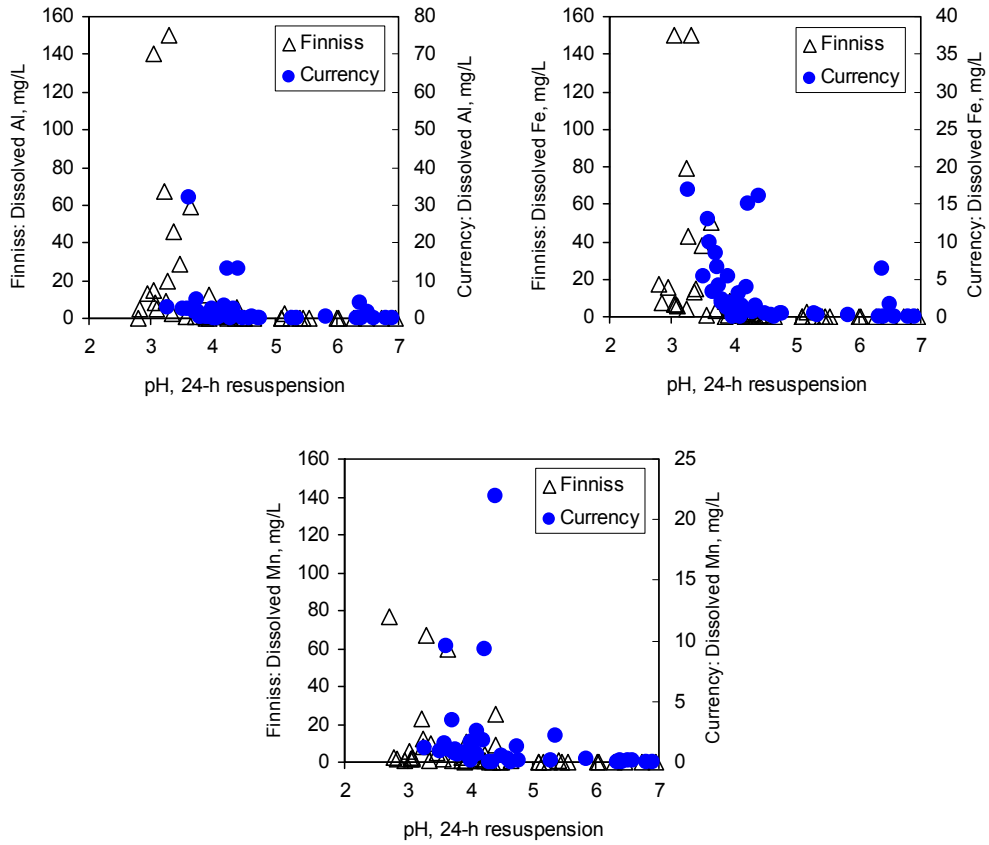 160
140
120
100
80
60
40
20
0
Finniss: Dissolved Al, mg/L
80
70
60
50
40
30
20
10
0
Currency: Dissolved Al, mg/L
Finniss
Currency
2 3 4 5 6 7
pH, 24-h resuspension
160
140
120
100
80
60
40
20
0
Finniss: Dissolved Fe, mg/L
40
35
30
25
20
15
10
5
0
Currency: Dissolved Fe, mg/L
Finniss
Currency
2 3 4 5 6 7
pH, 24-h resuspension
160
140
120
100
80
60
40
20
0
Finniss: Dissolved Mn, mg/L
25
20
15
10
5
0
Currency: Dissolved Mn, mg/L
Finniss
Currency
2 3 4 5 6 7
pH, 24-h resuspension